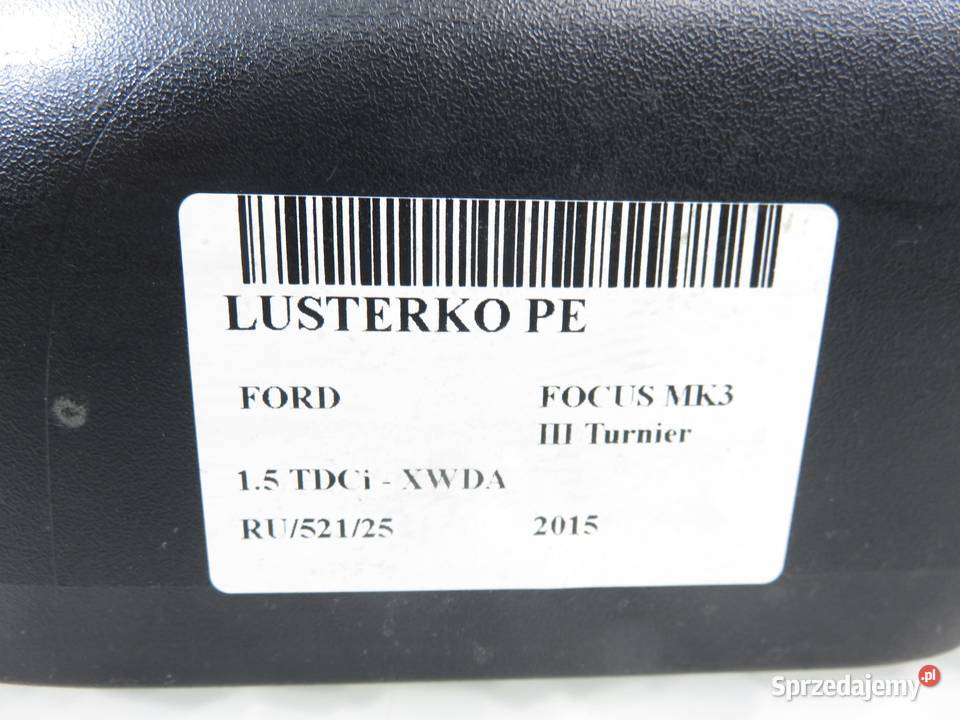 LUSTERKO PE
FORD FOCUS MK3
III Turnier
1.5 TDCi - XWDA
RU/521/25 2015
Sprzedajemy.pl